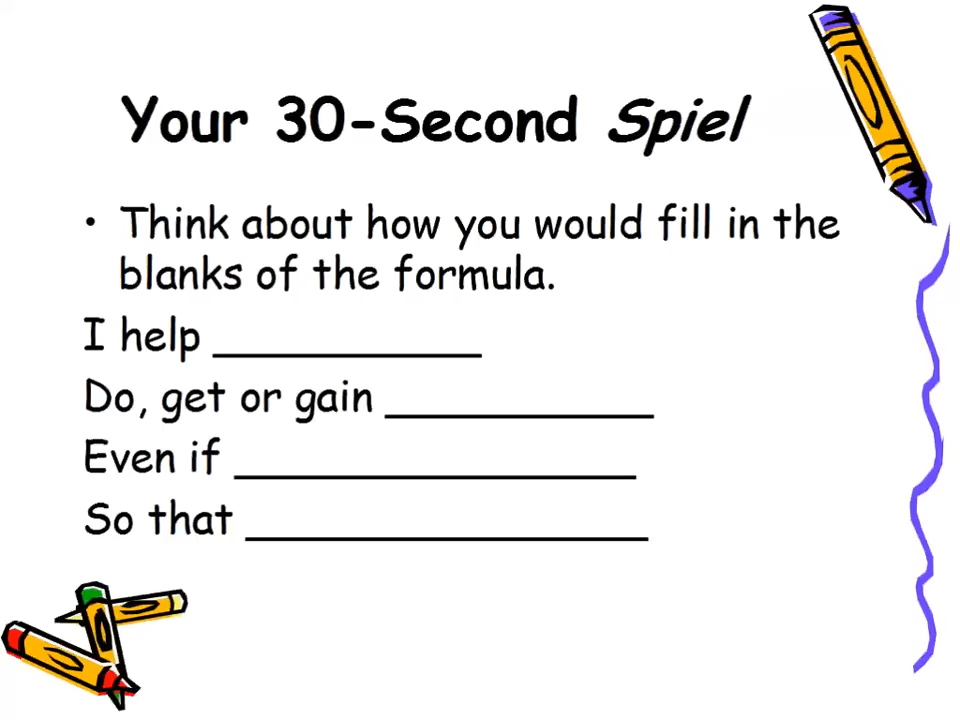 Your 30-Second Spiel
• Think about how you would fill in the
blanks of the formula.
I help ___________
Do, get or gain ___________
Even if ________________
So that ________________